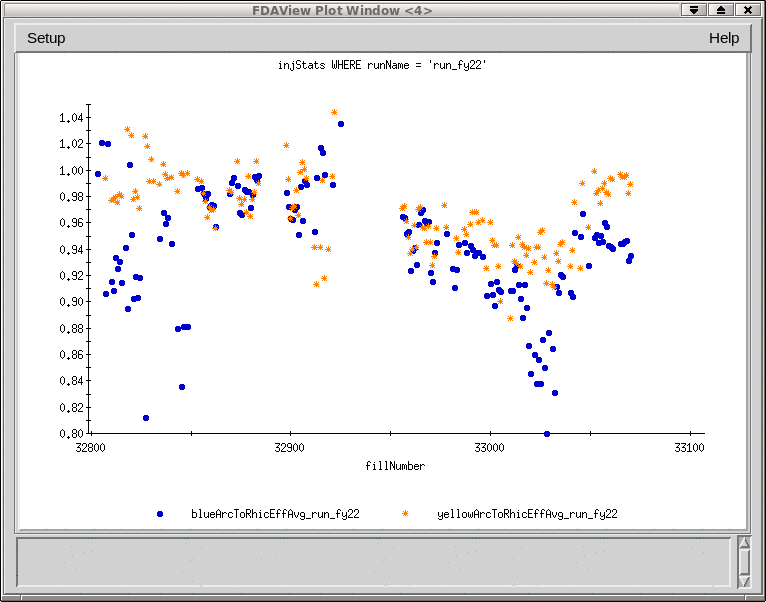 FDAView Plot Window <4>
Setup Help
injStats WHERE runName = 'run_fy22'
1.04
1.02
1.00
0.98
0.96
0.94
0.92
0.90
0.88
0.86
0.84
0.82
0.80
32800 32900 33000 33100
fillNumber
blueArcToRhicEffAvg_run_fy22 yellowArcToRhicEffAvg_run_fy22